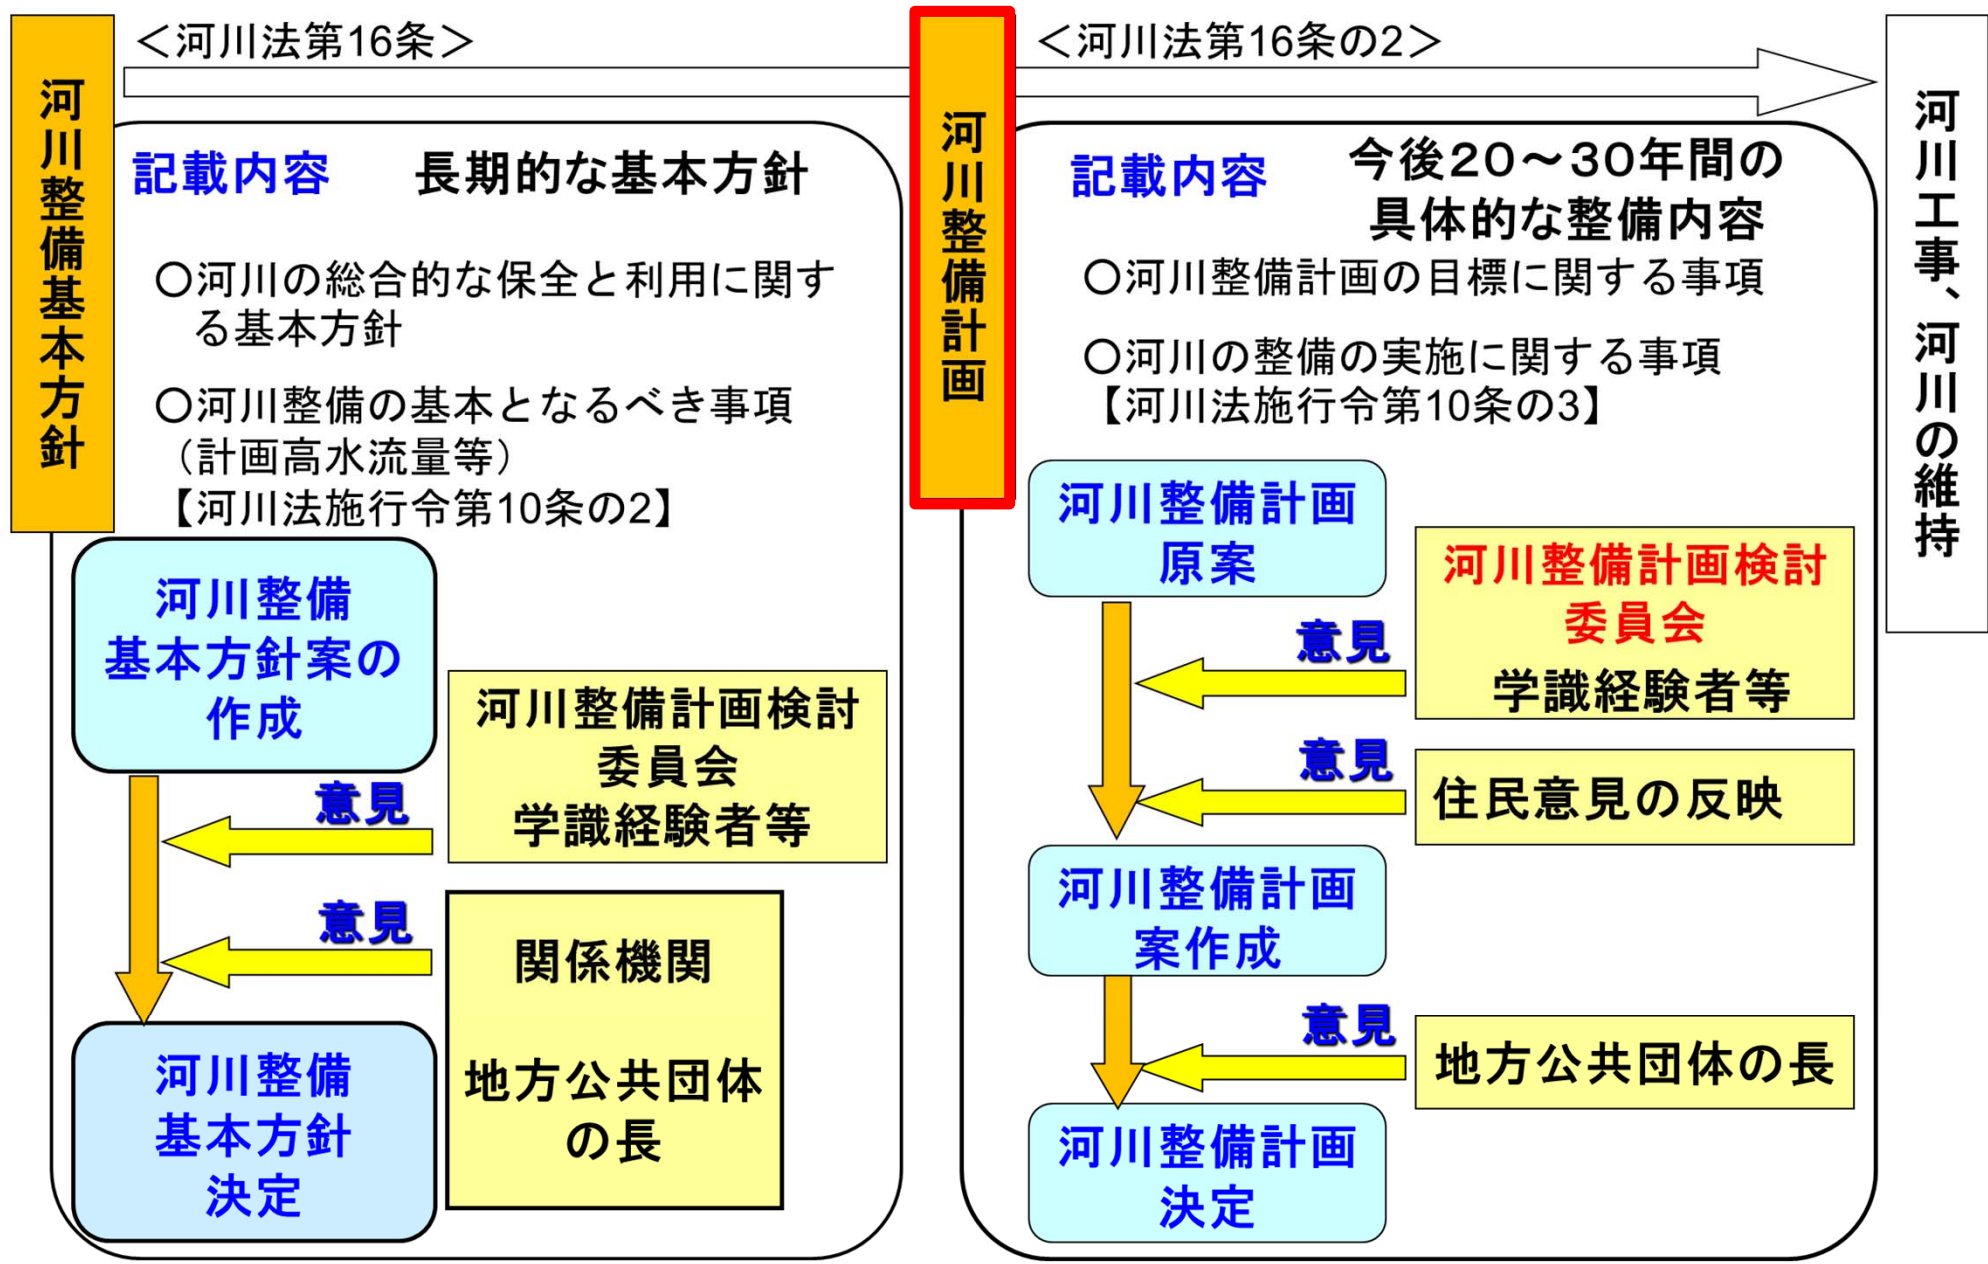 河川整備基本方針
＜河川法第16条＞
記載内容　長期的な基本方針
〇河川の総合的な保全と利用に関す
る基本方針
〇河川整備の基本となるべき事項
（計画高水流量等）
【河川法施行令第10条の2】
河川整備
基本方針案の
作成
意見
河川整備計画検討
委員会
学識経験者等
意見
関係機関
地方公共団体
の長
河川整備
基本方針
決定
河川整備計画
＜河川法第16条の2＞
記載内容
今後20～30年間の
具体的な整備内容
〇河川整備計画の目標に関する事項
〇河川の整備の実施に関する事項
【河川法施行令第10条の3】
河川整備計画
原案
意見
河川整備計画検討
委員会
学識経験者等
意見
住民意見の反映
河川整備計画
案作成
意見
地方公共団体の長
河川整備計画
決定
河川工事、河川の維持